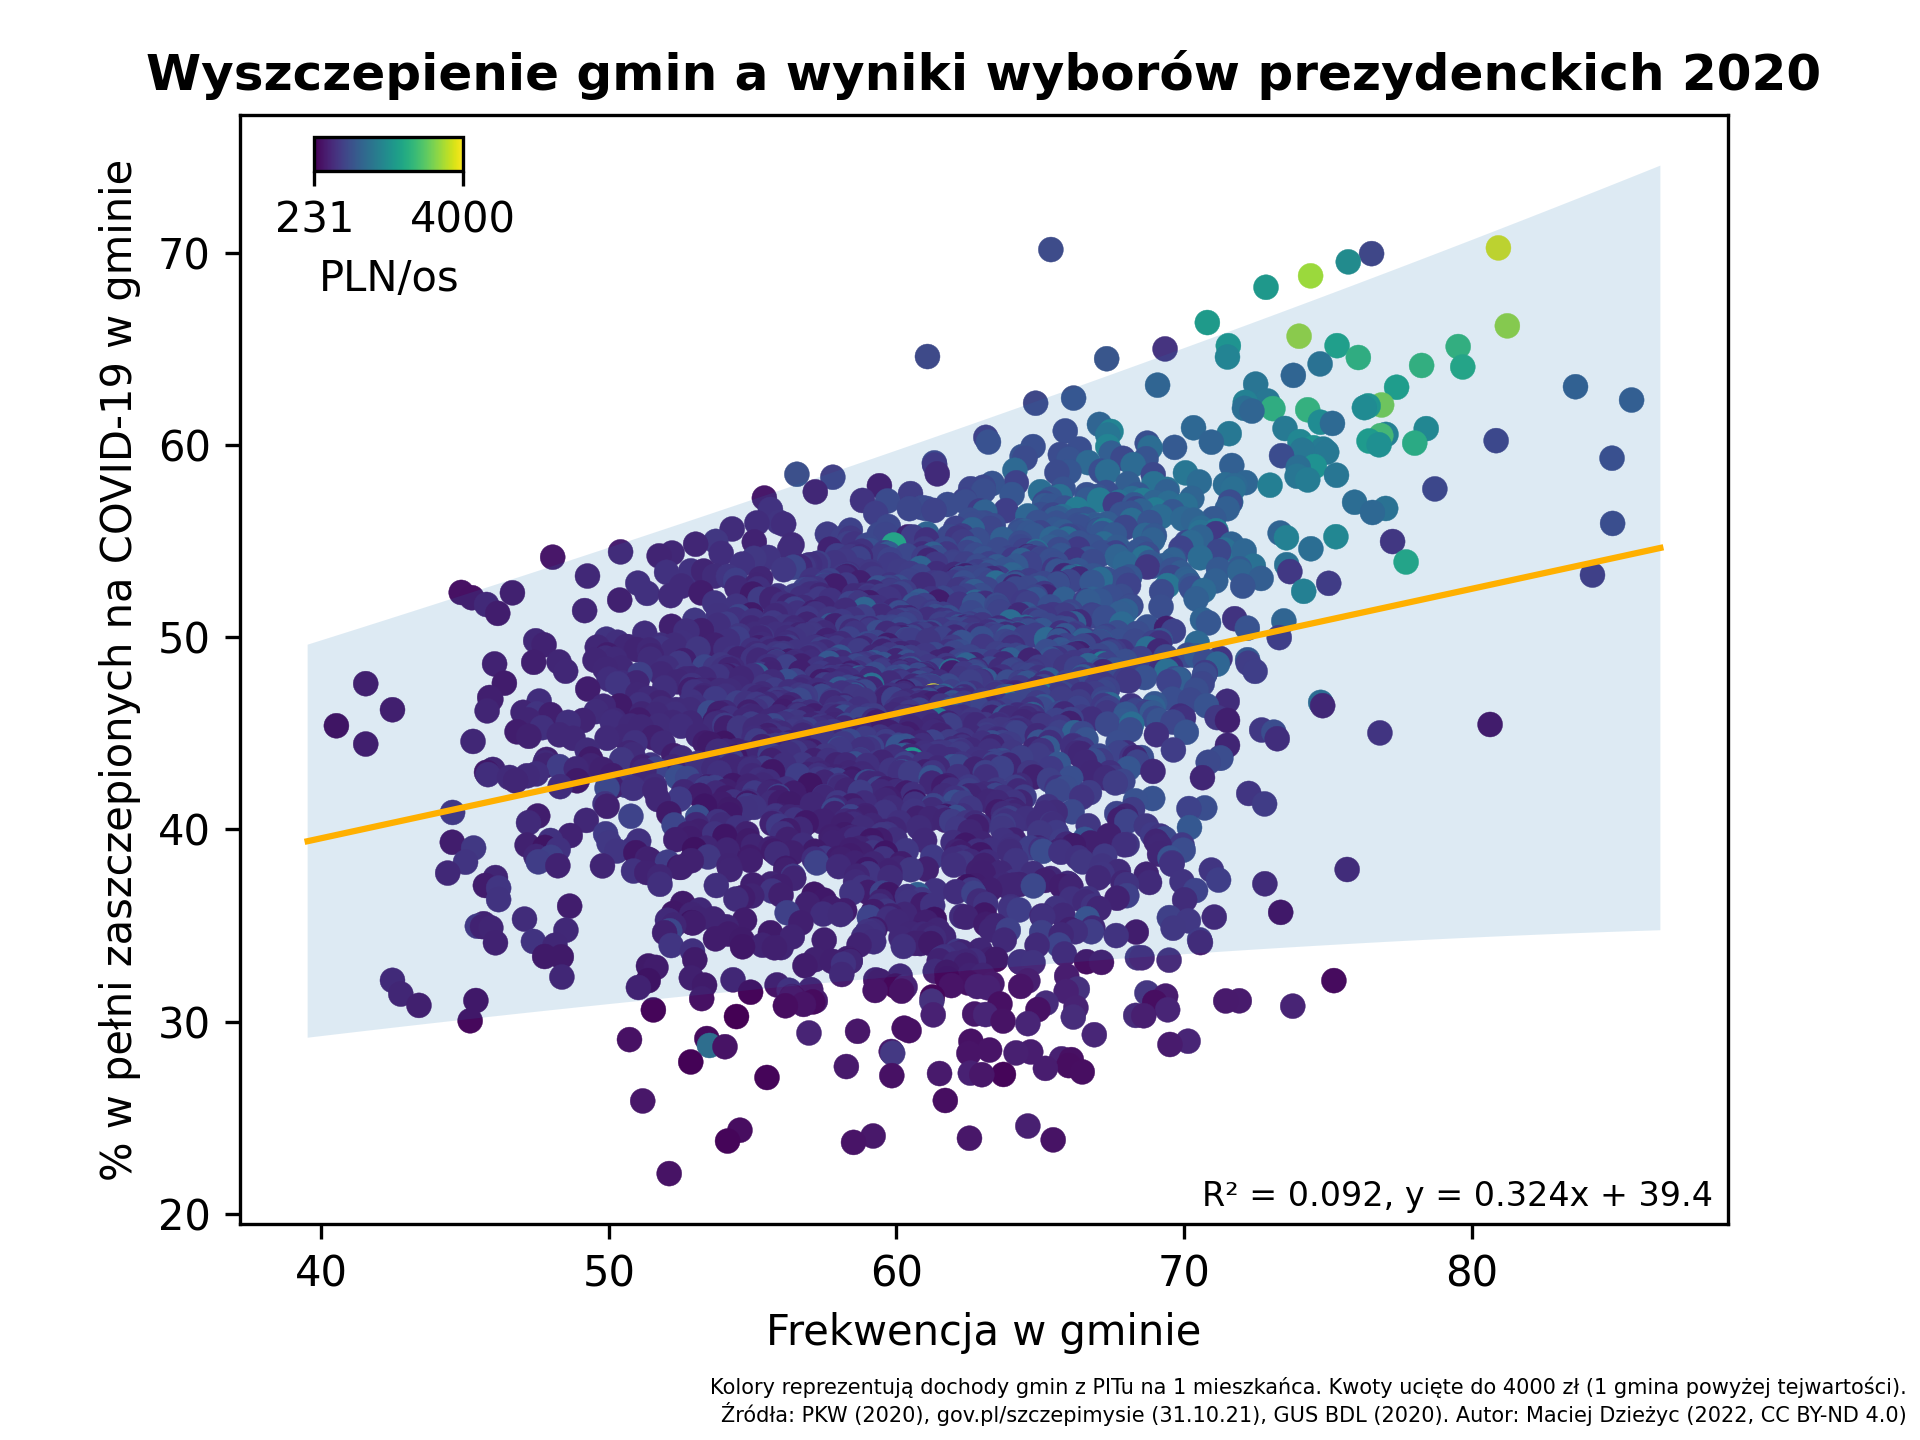 Wyszczepienie gmin a wyniki wyborów prezydenckich 2020
231 4000
PLN/os
% w pełni zaszczepionych na COVID-19 w gminie
70
60
50
40
30
20
R² = 0.092, y = 0.324x + 39.4
40 50 60 70 80
Frekwencja w gminie
Kolory reprezentują dochody gmin z PITu na 1 mieszkańca. Kwoty ucięte do 4000 zł (1 gmina powyżej tejwartości).
Źródła: PKW (2020), gov.pl/szczepimysie (31.10.21), GUS BDL (2020). Autor: Maciej Dzieżyc (2022, CC BY-ND 4.0)